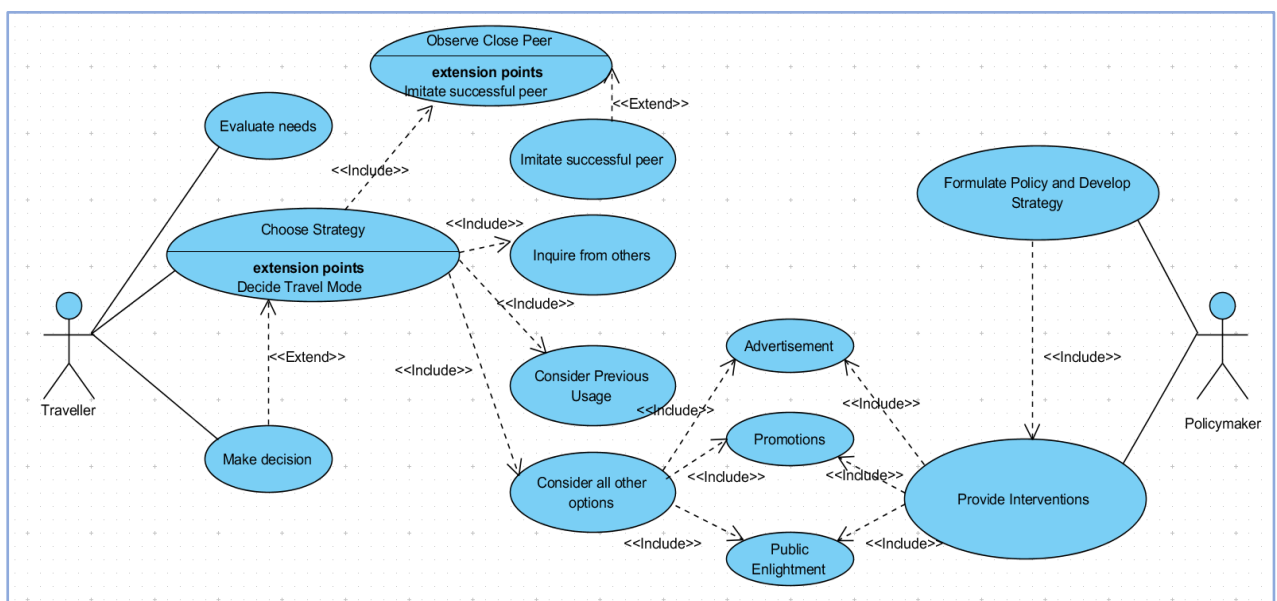 Observe Close Peer
extension points
Imitate successful peer
<<Extend>>
Evaluate needs
Imitate successful peer
<<Include>>
Formulate Policy and Develop
Strategy
Choose Strategy
extension points
Decide Travel Mode
<<Include>>
Inquire from others
<<Include>>
<<Extend>>
<<Include>>
Consider Previous
Usage
Advertisement
<<Include>>
Traveller
<<Include>>
<<Include>>
Policymaker
Make decision
Promotions
Consider all other
options
<<Include>>
<<Include>>
Provide Interventions
<<Include>>
Public
Enlightment
<<Include>>